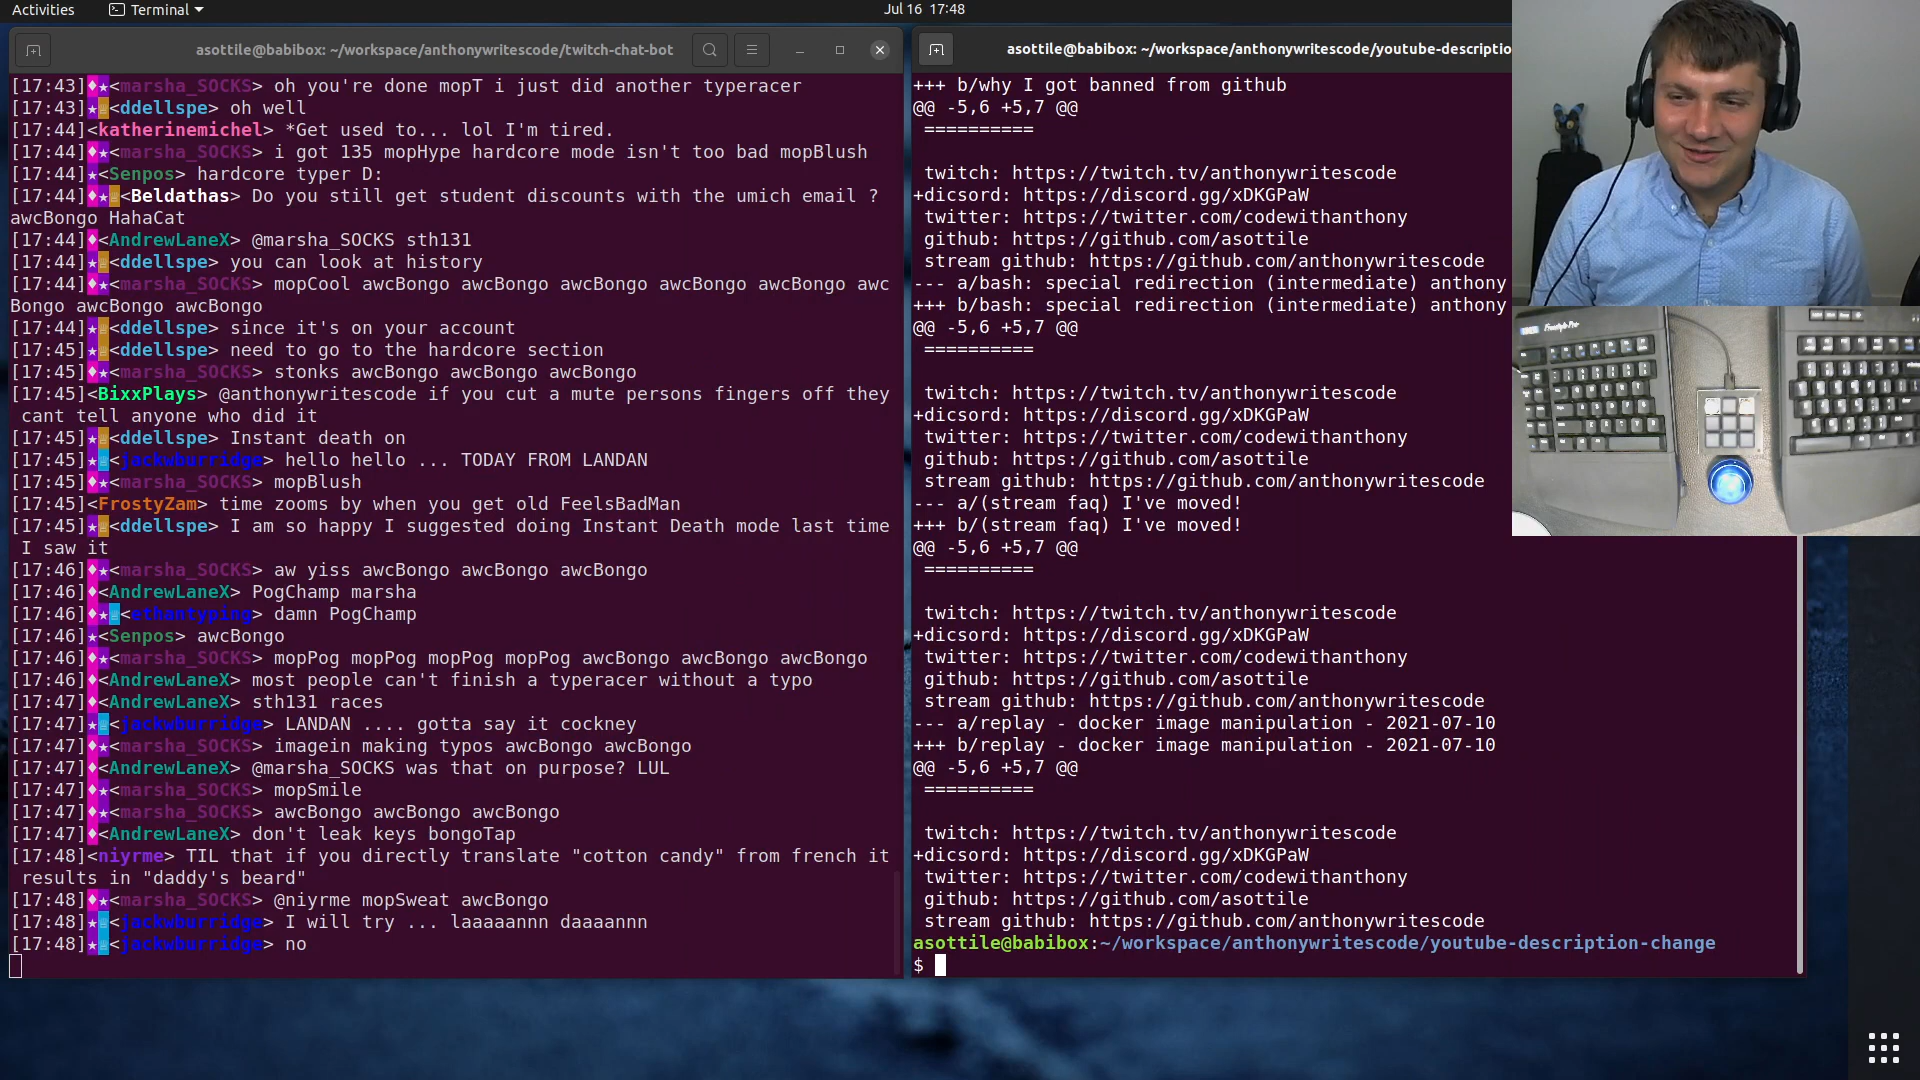 Activities
Terminal
Jul 16 17:48
asottile@babibox: ~/workspace/anthonywritescode/twitch-chat-bot
[17:43]<marsha_SOCKS> oh you're done mopT i just did another typeracer
[17:43]<ddellspe> oh well
[17:44]<katherinemichel> *Get used to... lol I'm tired.
[17:44]<marsha_SOCKS> i got 135 mopHype hardcore mode isn't too bad mopBlush
[17:44]<Senpos> hardcore typer D:
[17:44]<Beldathas> Do you still get student discounts with the umich email ?
awcBongo HahaCat
[17:44]<AndrewLaneX> @marsha_SOCKS sth131
[17:44]<ddellspe> you can look at history
[17:44]<marsha_SOCKS> mopCool awcBongo awcBongo awcBongo awcBongo awcBongo awc
Bongo awcBongo awcBongo
[17:44]<ddellspe> since it's on your account
[17:45]<ddellspe> need to go to the hardcore section
[17:45]<marsha_SOCKS> stonks awcBongo awcBongo awcBongo
[17:45]<BixxPlays> @anthonywritescode if you cut a mute persons fingers off they
cant tell anyone who did it
[17:45]<ddellspe> Instant death on
[17:45]<jackwburridge> hello hello ... TODAY FROM LANDAN
[17:45]<marsha_SOCKS> mopBlush
[17:45]<FrostyZam> time zooms by when you get old FeelsBadMan
[17:45]<ddellspe> I am so happy I suggested doing Instant Death mode last time
I saw it
[17:46]<marsha_SOCKS> aw yiss awcBongo awcBongo awcBongo
[17:46]<AndrewLaneX> PogChamp marsha
[17:46]<ethantyping> damn PogChamp
[17:46]<Senpos> awcBongo
[17:46]<marsha_SOCKS> mopPog mopPog mopPog mopPog awcBongo awcBongo awcBongo
[17:46]<AndrewLaneX> most people can't finish a typeracer without a typo
[17:47]<AndrewLaneX> sth131 races
[17:47]<jackwburridge> LANDAN .... gotta say it cockney
[17:47]<marsha_SOCKS> imagein making typos awcBongo awcBongo
[17:47]<AndrewLaneX> @marsha_SOCKS was that on purpose? LUL
[17:47]<marsha_SOCKS> mopSmile
[17:47]<marsha_SOCKS> awcBongo awcBongo awcBongo
[17:47]<AndrewLaneX> don't leak keys bongoTap
[17:48]<niyrme> TIL that if you directly translate "cotton candy" from french it
results in "daddy's beard"
[17:48]<marsha_SOCKS> @niyrme mopSweat awcBongo
[17:48]<jackwburridge> I will try ... laaaaannn daaaannn
[17:48]<jackwburridge> no
asottile@babibox: ~/workspace/anthonywritescode/youtube-descriptio
+++ b/why I got banned from github
@@ -5,6 +5,7 @@
==========
twitch: https://twitch.tv/anthonywritescode
+dicsord: https://discord.gg/xDKGPaW
twitter: https://twitter.com/codewithanthony
github: https://github.com/asottile
stream github: https://github.com/anthonywritescode
--- a/bash: special redirection (intermediate) anthony
+++ b/bash: special redirection (intermediate) anthony
@@ -5,6 +5,7 @@
==========
twitch: https://twitch.tv/anthonywritescode
+dicsord: https://discord.gg/xDKGPaW
twitter: https://twitter.com/codewithanthony
github: https://github.com/asottile
stream github: https://github.com/anthonywritescode
--- a/(stream faq) I've moved!
+++ b/(stream faq) I've moved!
@@ -5,6 +5,7 @@
==========
twitch: https://twitch.tv/anthonywritescode
+dicsord: https://discord.gg/xDKGPaW
twitter: https://twitter.com/codewithanthony
github: https://github.com/asottile
stream github: https://github.com/anthonywritescode
--- a/replay - docker image manipulation - 2021-07-10
+++ b/replay - docker image manipulation - 2021-07-10
@@ -5,6 +5,7 @@
==========
twitch: https://twitch.tv/anthonywritescode
+dicsord: https://discord.gg/xDKGPaW
twitter: https://twitter.com/codewithanthony
github: https://github.com/asottile
stream github: https://github.com/anthonywritescode
asottile@babibox:~/workspace/anthonywritescode/youtube-description-change
$
Freestyle Pro